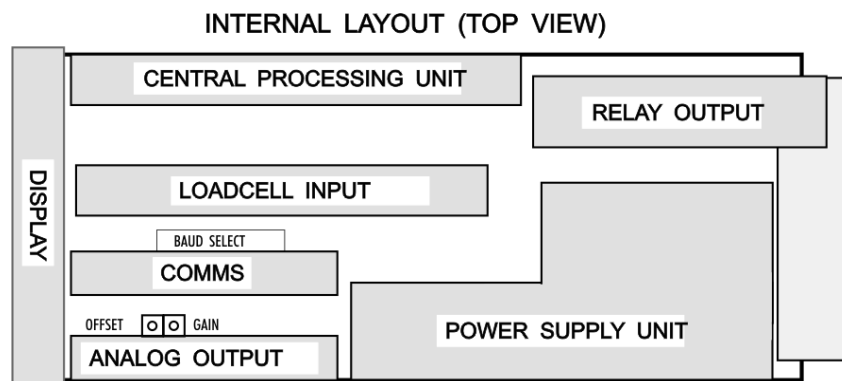 INTERNAL LAYOUT (TOP VIEW)
CENTRAL PROCESSING UNIT
RELAY OUTPUT
DISPLAY
LOADCELL INPUT
BAUD SELECT
COMMS
OFFSET
GAIN
ANALOG OUTPUT
POWER SUPPLY UNIT